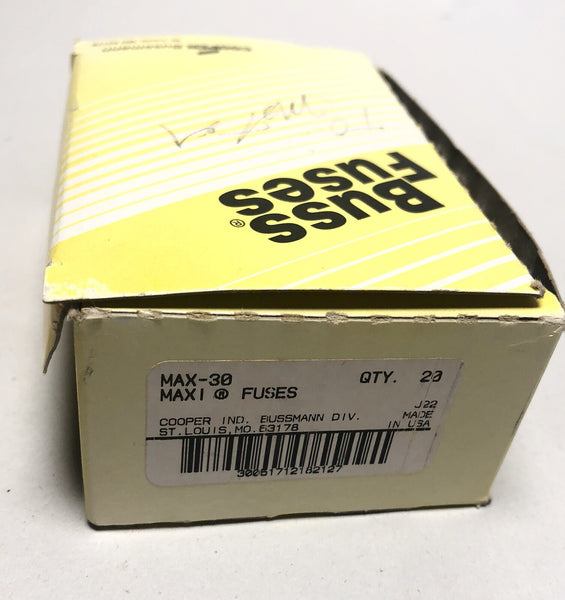 Buss
Fuses®
MAX-30 QTY. 20
MAXI ® FUSES
J22
COOPER IND. BUSSMANN DIV. MADE
ST.LOUIS,MO.63178 IN USA
30051712182127